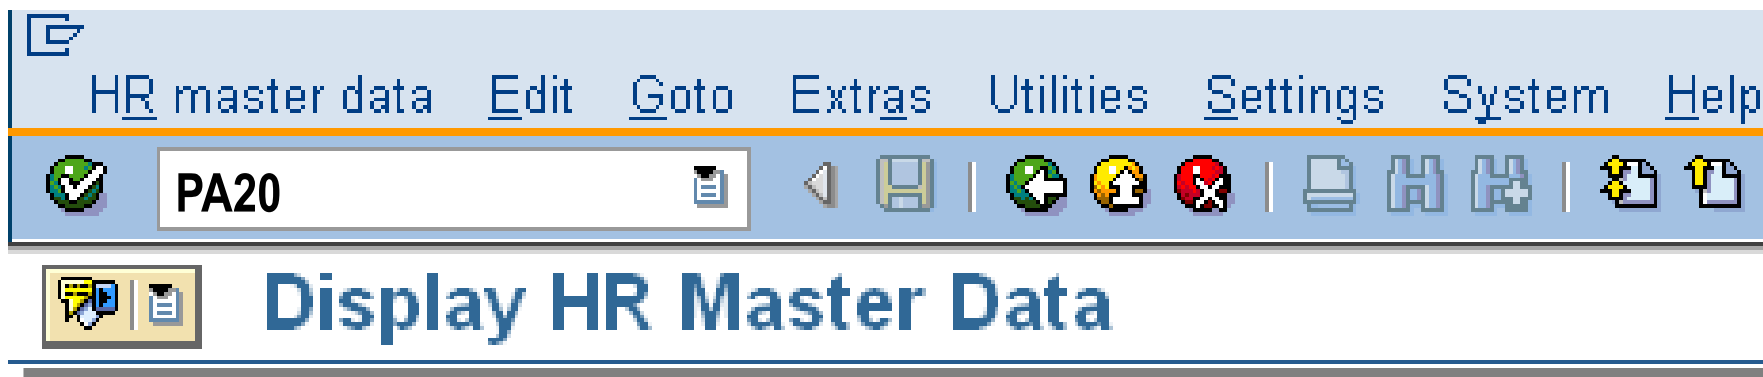 HR master data Edit Goto Extras Utilities Settings System Help
PA20
Display HR Master Data